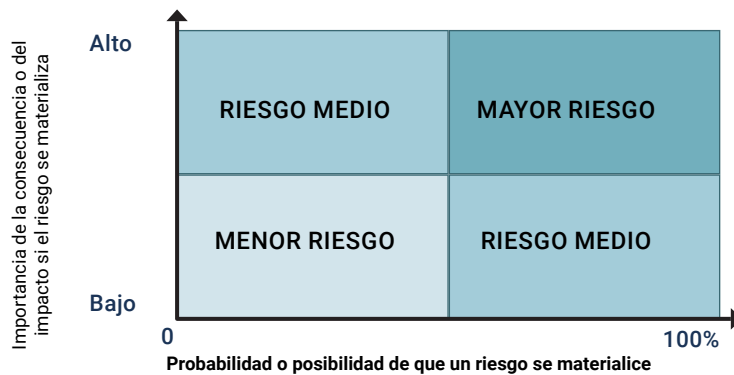 Importancia de la consecuencia o del
impacto si el riesgo se materializa
Alto
RIESGO MEDIO
MAYOR RIESGO
MENOR RIESGO
RIESGO MEDIO
Bajo
0
100%
Probabilidad o posibilidad de que un riesgo se materialice